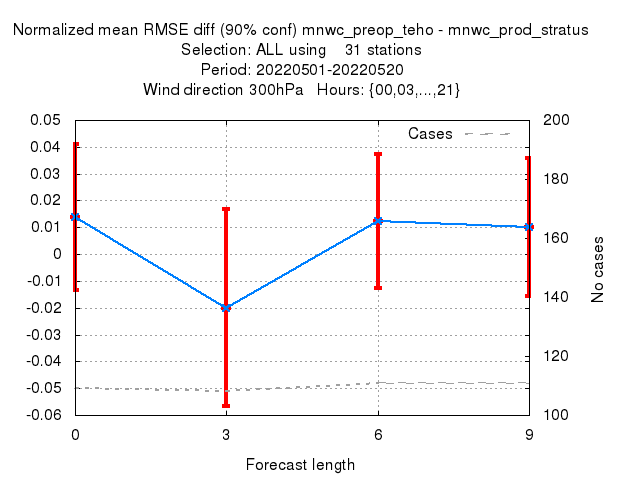 Normalized mean RMSE diff (90% conf) mnwc_preop_teho - mnwc_prod_stratus
Selection: ALL using    31 stations
Period: 20220501-20220520
Wind direction 300hPa   Hours: {00,03,...,21}
Cases
0.05
0.04
0.03
0.02
0.01
0
-0.01
-0.02
-0.03
-0.04
-0.05
-0.06
200
180
160
140
120
100
No cases
0 3 6 9
Forecast length